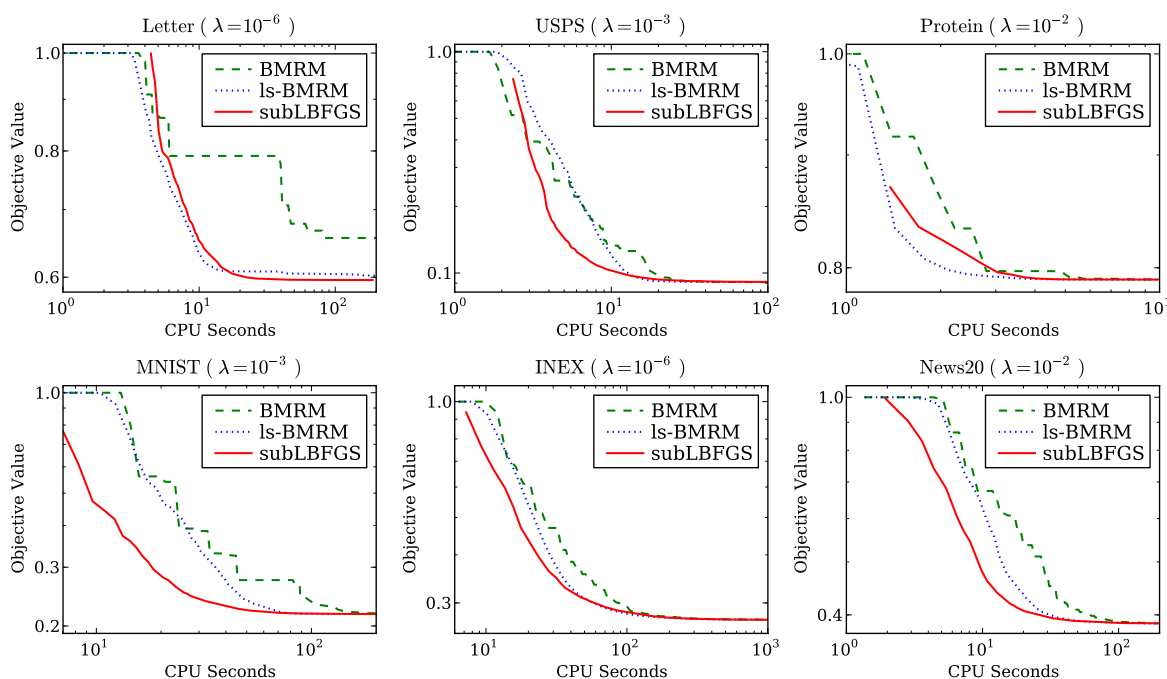 Letter ( λ=10⁻⁶ )
1.0
0.8
0.6
Objective Value
BMRM
ls-BMRM
subLBFGS
10⁰ 10¹ 10²
CPU Seconds
USPS ( λ=10⁻³ )
1.0
0.1
Objective Value
BMRM
ls-BMRM
subLBFGS
10⁰ 10¹ 10²
CPU Seconds
Protein ( λ=10⁻² )
1.0
0.8
Objective Value
BMRM
ls-BMRM
subLBFGS
10⁰ 10¹
CPU Seconds
MNIST ( λ=10⁻³ )
1.0
0.3
0.2
Objective Value
BMRM
ls-BMRM
subLBFGS
10¹ 10²
CPU Seconds
INEX ( λ=10⁻⁶ )
1.0
0.3
Objective Value
BMRM
ls-BMRM
subLBFGS
10¹ 10² 10³
CPU Seconds
News20 ( λ=10⁻² )
1.0
0.4
Objective Value
BMRM
ls-BMRM
subLBFGS
10⁰ 10¹ 10²
CPU Seconds